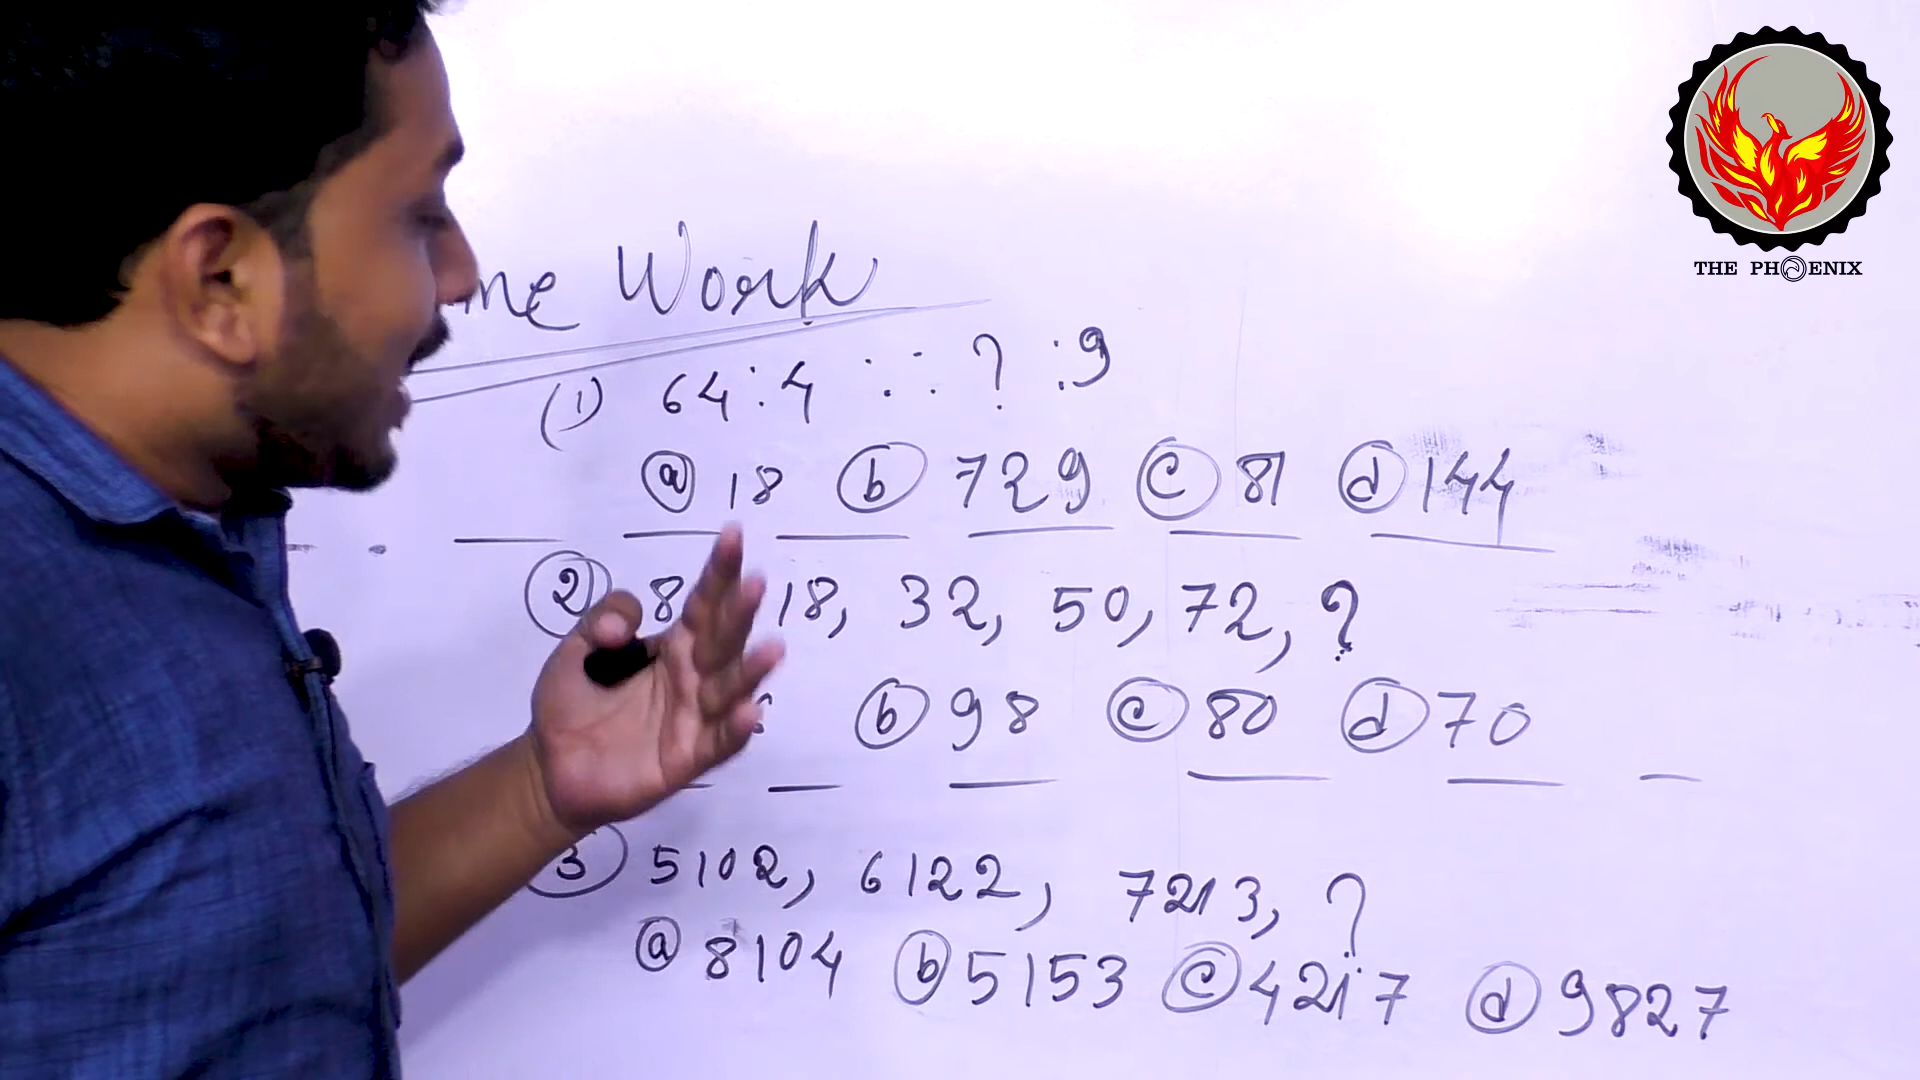 THE PHOENIX
Work
(1) 64 : 4 : : ? : 9
(a) 18 (b) 729 (c) 81 (d) 144
(2) 8 18, 32, 50, 72, ?
(b) 98 (c) 80 (d) 70
(3) 5102, 6122, 7213, ?
(a) 8104 (b) 5153 (c) 4217 (d) 9827